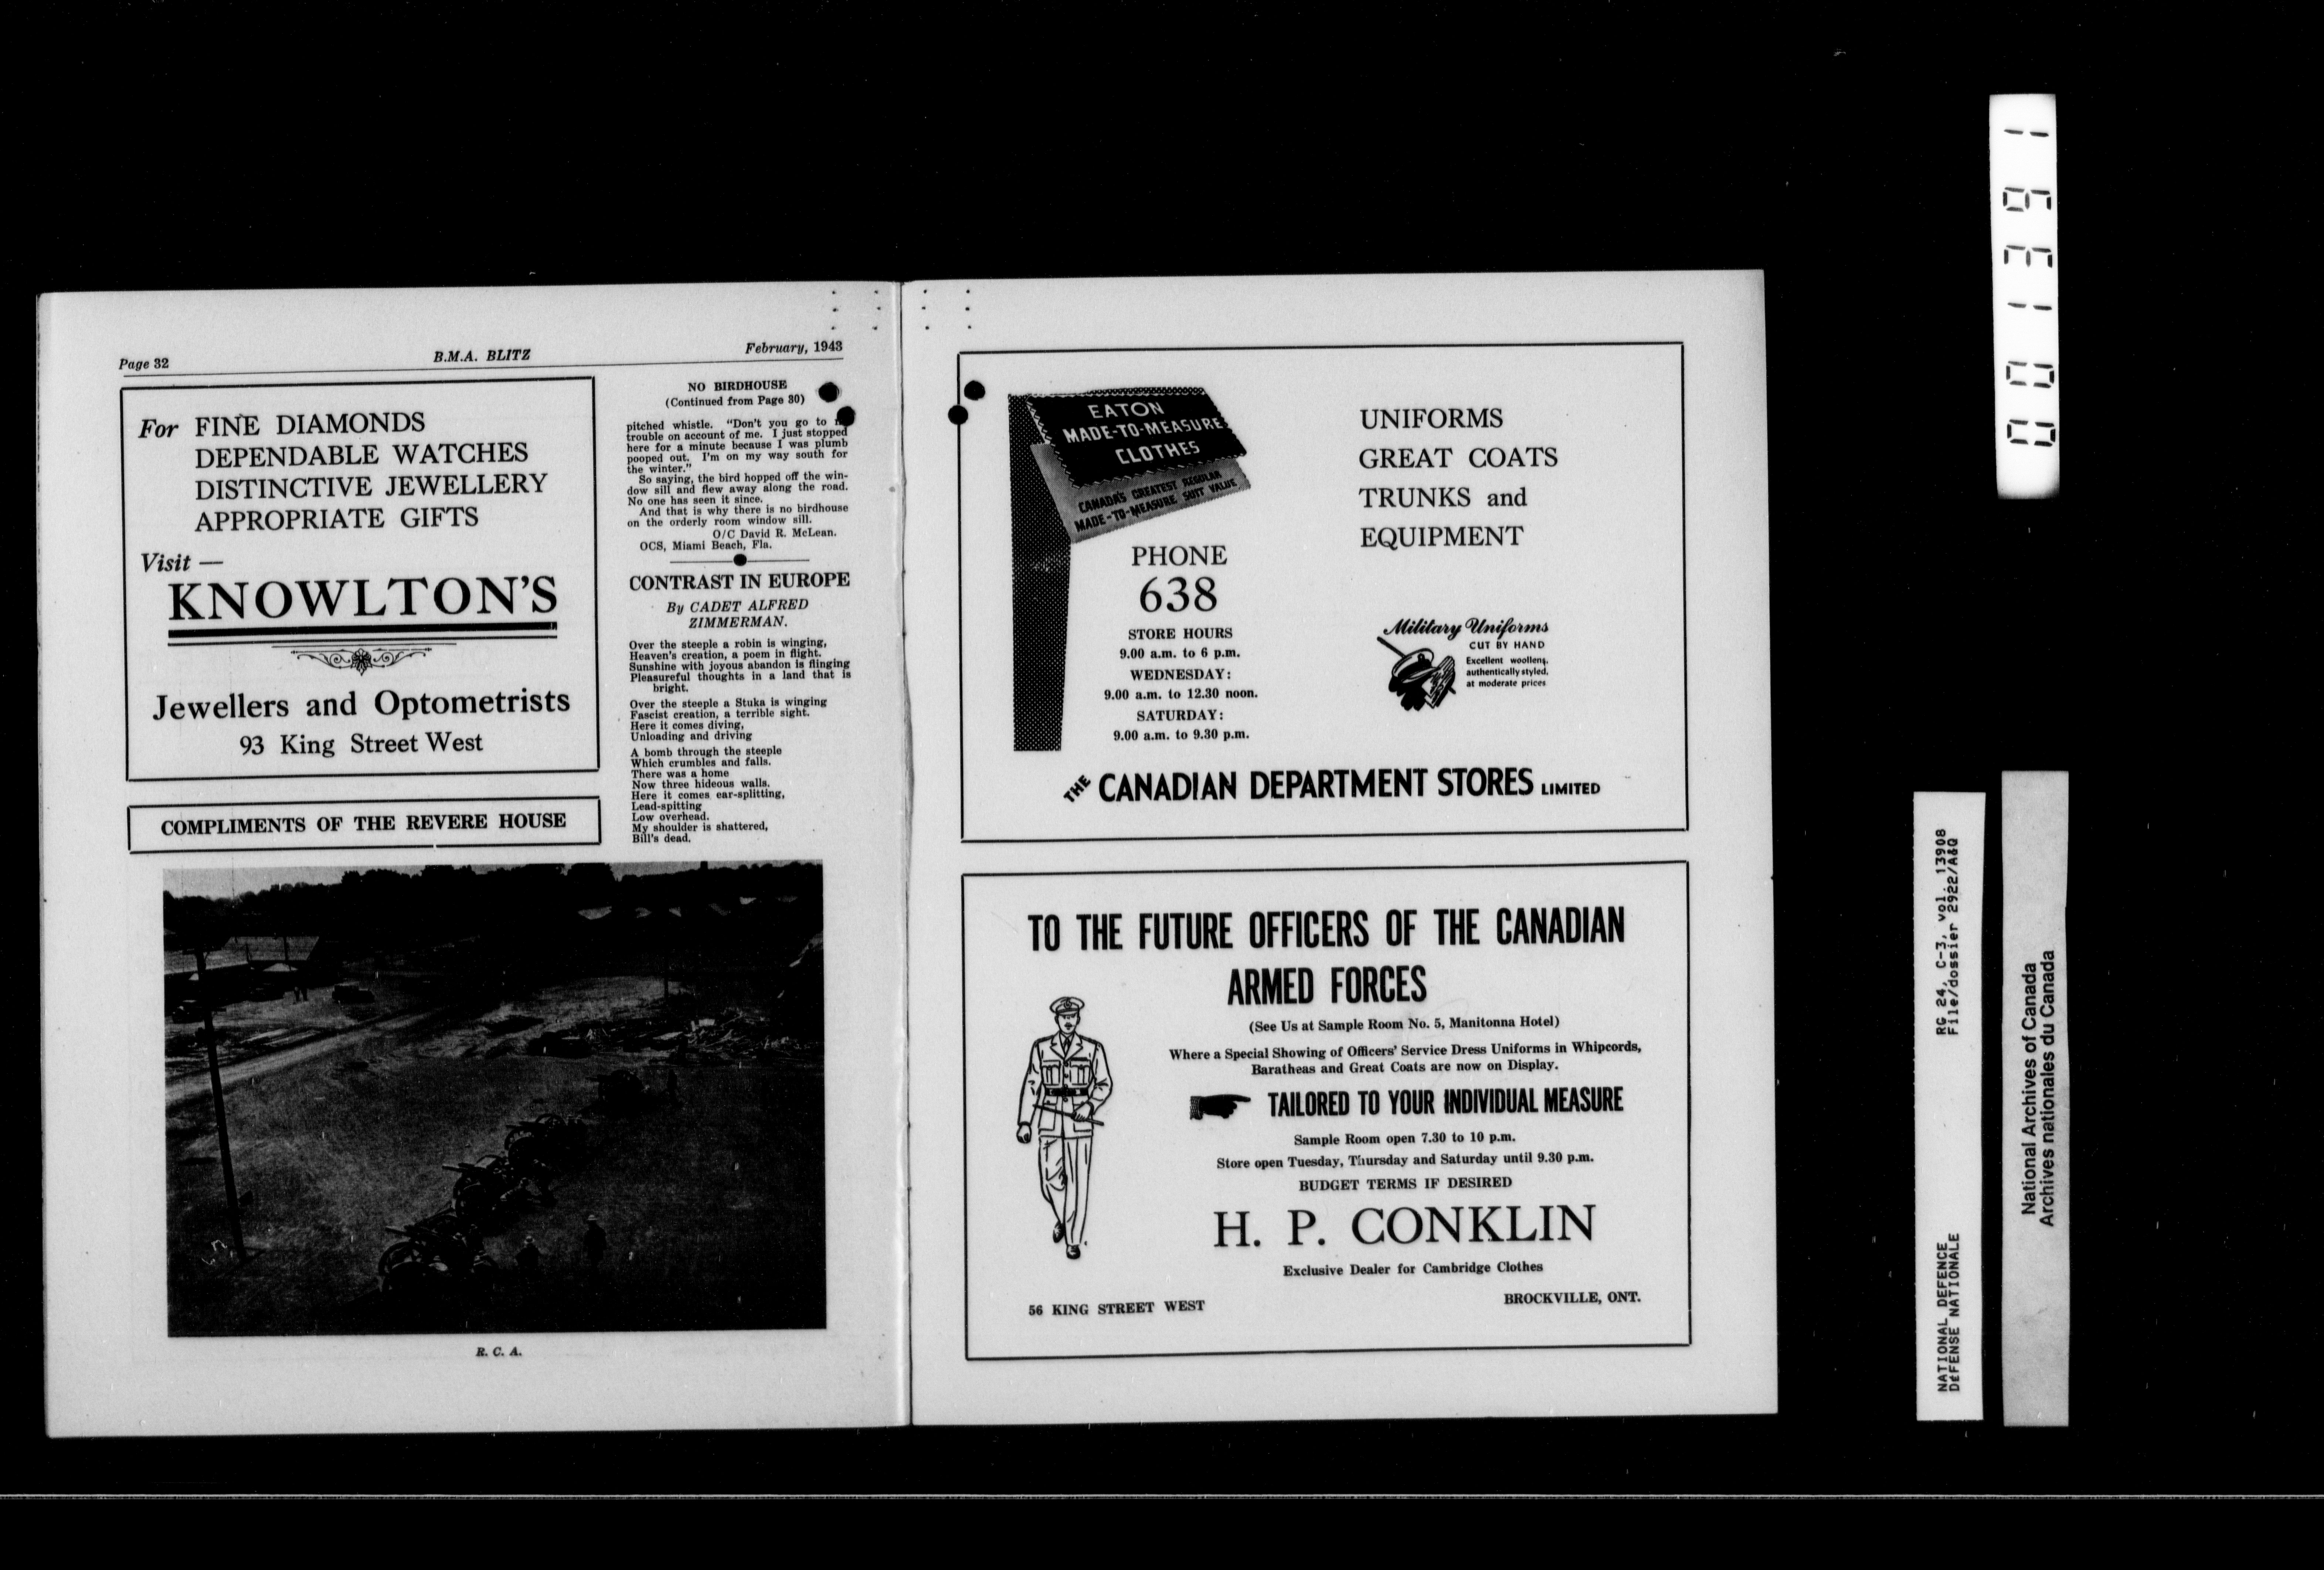 Page 32
B.M.A. BLITZ
February, 1943
For FINE DIAMONDS
DEPENDABLE WATCHES
DISTINCTIVE JEWELLERY
APPROPRIATE GIFTS
Visit —
KNOWLTON'S
Jewellers and Optometrists
93 King Street West
COMPLIMENTS OF THE REVERE HOUSE
NO BIRDHOUSE
(Continued from Page 30)
pitched whistle. "Don't you go to
trouble on account of me. I just stopped
here for a minute because I was plumb
pooped out. I'm on my way south for
the winter."
So saying, the bird hopped off the win-
dow sill and flew away along the road.
No one has seen it since.
And that is why there is no birdhouse
on the orderly room window sill.
O/C David R. McLean.
OCS, Miami Beach, Fla.
CONTRAST IN EUROPE
By CADET ALFRED
ZIMMERMAN.
Over the steeple a robin is winging,
Heaven's creation, a poem in flight.
Sunshine with joyous abandon is flinging
Pleasureful thoughts in a land that is
bright.
Over the steeple a Stuka is winging
Fascist creation, a terrible sight.
Here it comes diving,
Unloading and driving
A bomb through the steeple
Which crumbles and falls.
There was a home
Now three hideous walls.
Here it comes ear-splitting,
Lead-spitting
Low overhead.
My shoulder is shattered,
Bill's dead.
R. C. A.
EATON
MADE-TO-MEASURE
CLOTHES
CANADA'S GREATEST REGULAR
MADE-TO-MEASURE SUIT VALUE
PHONE
638
STORE HOURS
9.00 a.m. to 6 p.m.
WEDNESDAY:
9.00 a.m. to 12.30 noon.
SATURDAY:
9.00 a.m. to 9.30 p.m.
UNIFORMS
GREAT COATS
TRUNKS and
EQUIPMENT
Military Uniforms
CUT BY HAND
Excellent woollens,
authentically styled,
at moderate prices
THE CANADIAN DEPARTMENT STORES LIMITED
TO THE FUTURE OFFICERS OF THE CANADIAN
ARMED FORCES
(See Us at Sample Room No. 5, Manitonna Hotel)
Where a Special Showing of Officers' Service Dress Uniforms in Whipcords,
Baratheas and Great Coats are now on Display.
TAILORED TO YOUR INDIVIDUAL MEASURE
Sample Room open 7.30 to 10 p.m.
Store open Tuesday, Thursday and Saturday until 9.30 p.m.
BUDGET TERMS IF DESIRED
H. P. CONKLIN
Exclusive Dealer for Cambridge Clothes
56 KING STREET WEST
BROCKVILLE, ONT.
001391
RG 24, C-3, vol. 13908
File/dossier 2922/A&Q
NATIONAL DEFENCE
DéFENSE NATIONALE
National Archives of Canada
Archives nationales du Canada